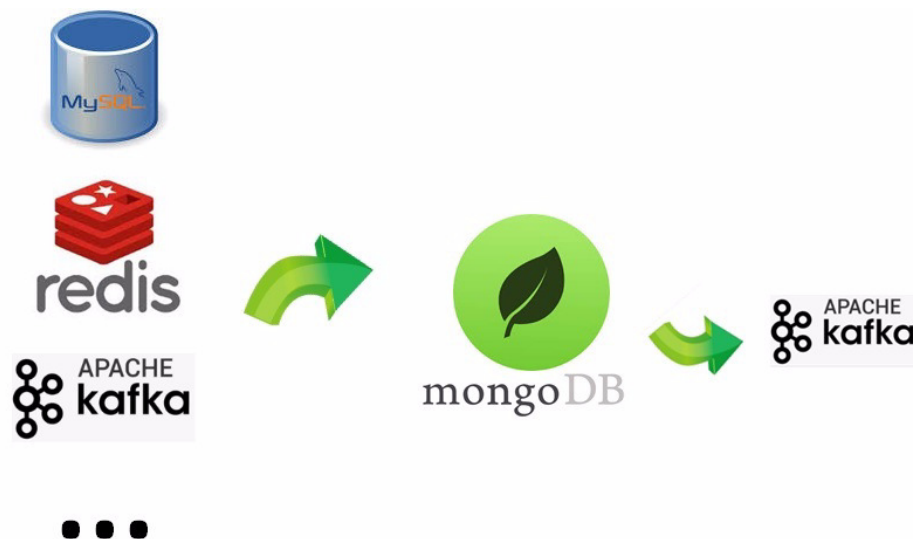 MySQL
redis
APACHE
kafka
mongoDB
APACHE
kafka
...